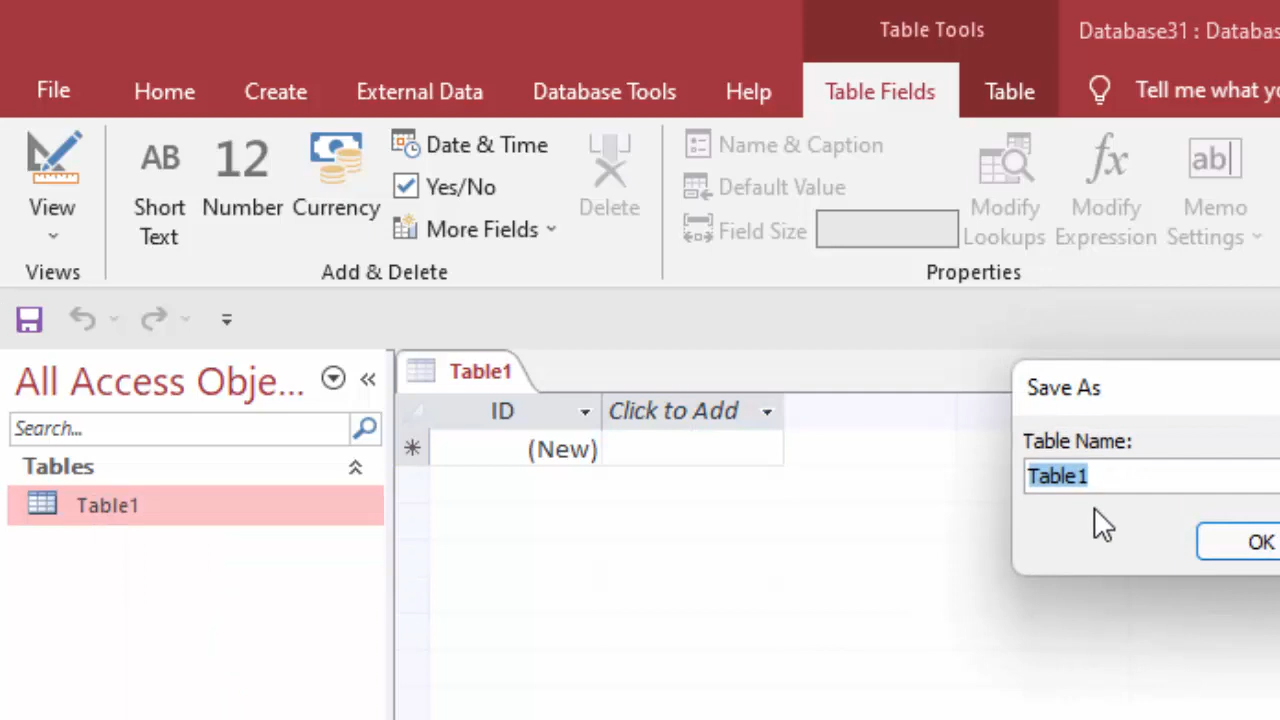 Table Tools
Database31 : Databas
File
Home
Create
External Data
Database Tools
Help
Table Fields
Table
Tell me what yo
View
AB
Short
Text
12
Number
Currency
Date & Time
Yes/No
More Fields
Delete
Name & Caption
Default Value
Field Size
Modify
Lookups
fx
Modify
Expression
ab|
Memo
Settings
Views
Add & Delete
Properties
All Access Obje...
Search...
Tables
Table1
Table1
ID
Click to Add
* (New)
Save As
Table Name:
Table1
OK